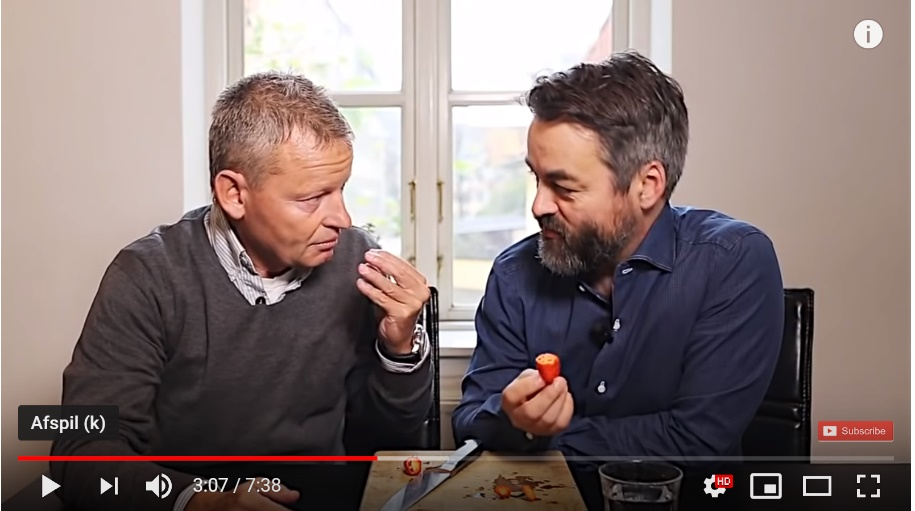 Afspil (k)
Subscribe
3:07 / 7:38
HD